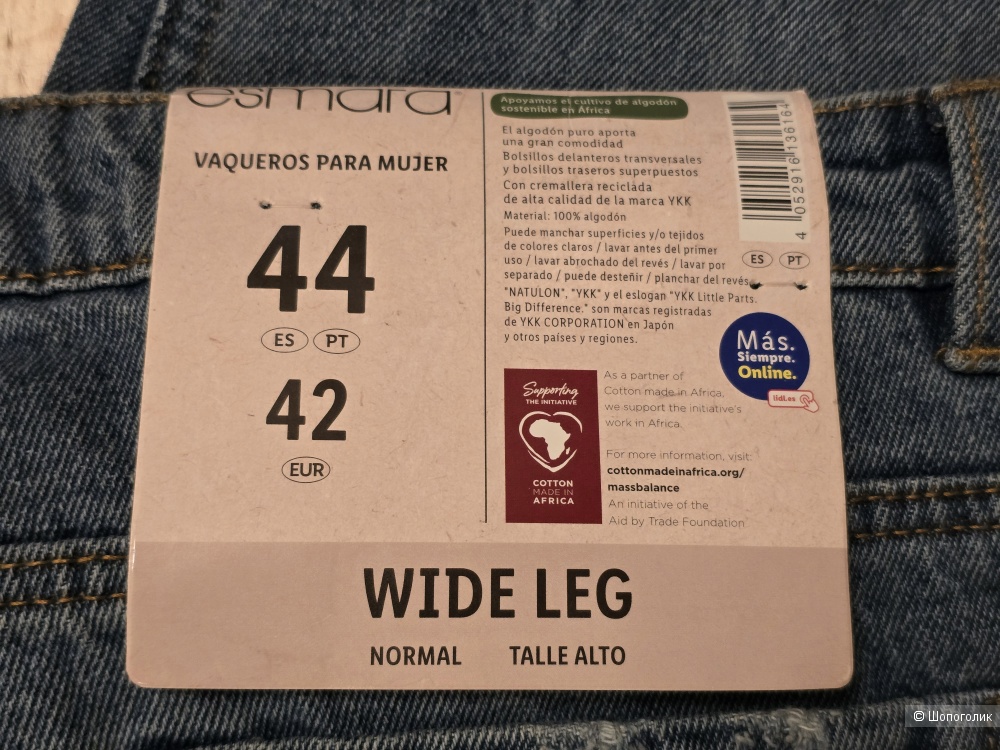 esmara
VAQUEROS PARA MUJER
44
ES PT
42
EUR
Apoyamos el cultivo de algodón
sostenible en África
El algodón puro aporta
una gran comodidad
Bolsillos delanteros transversales
y bolsillos traseros superpuestos
Con cremallera reciclada
de alta calidad de la marca YKK
Material: 100% algodón
Puede manchar superficies y/o tejidos
de colores claros / lavar antes del primer
uso / lavar abrochado del revés / lavar por
separado / puede desteñir / planchar del revés.
"NATULON", "YKK" y el eslogan "YKK Little Parts.
Big Difference." son marcas registradas
de YKK CORPORATION en Japón
y otros países y regiones.
4 052916 136164
ES PT
Más.
Siempre.
Online.
lidl.es
Supporting
THE INITIATIVE
COTTON
MADE IN
AFRICA
As a partner of
Cotton made in Africa,
we support the initiative's
work in Africa.
For more information, visit:
cottonmadeinafrica.org/
massbalance
An initiative of the
Aid by Trade Foundation
WIDE LEG
NORMAL TALLE ALTO
© Шопоголик